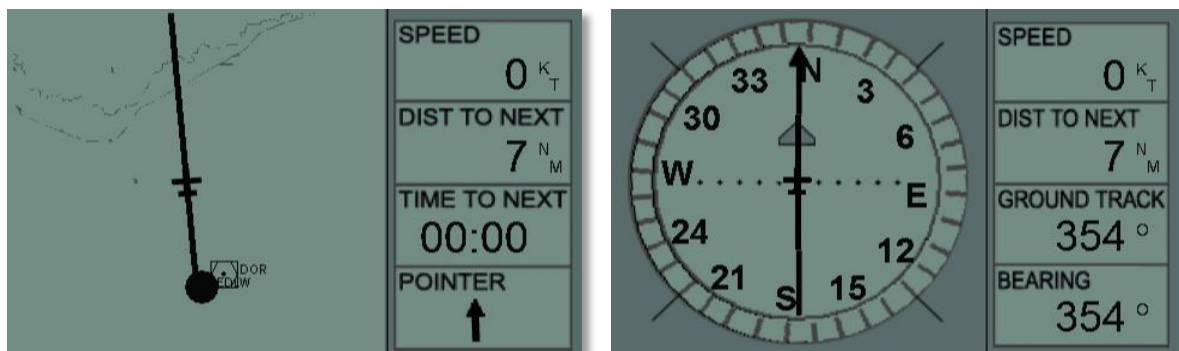 SPEED
0 KT
DIST TO NEXT
7 NM
TIME TO NEXT
00:00
POINTER
DOR
EDLW
N
3
6
E
12
15
S
21
24
W
30
33
SPEED
0 KT
DIST TO NEXT
7 NM
GROUND TRACK
354 °
BEARING
354 °